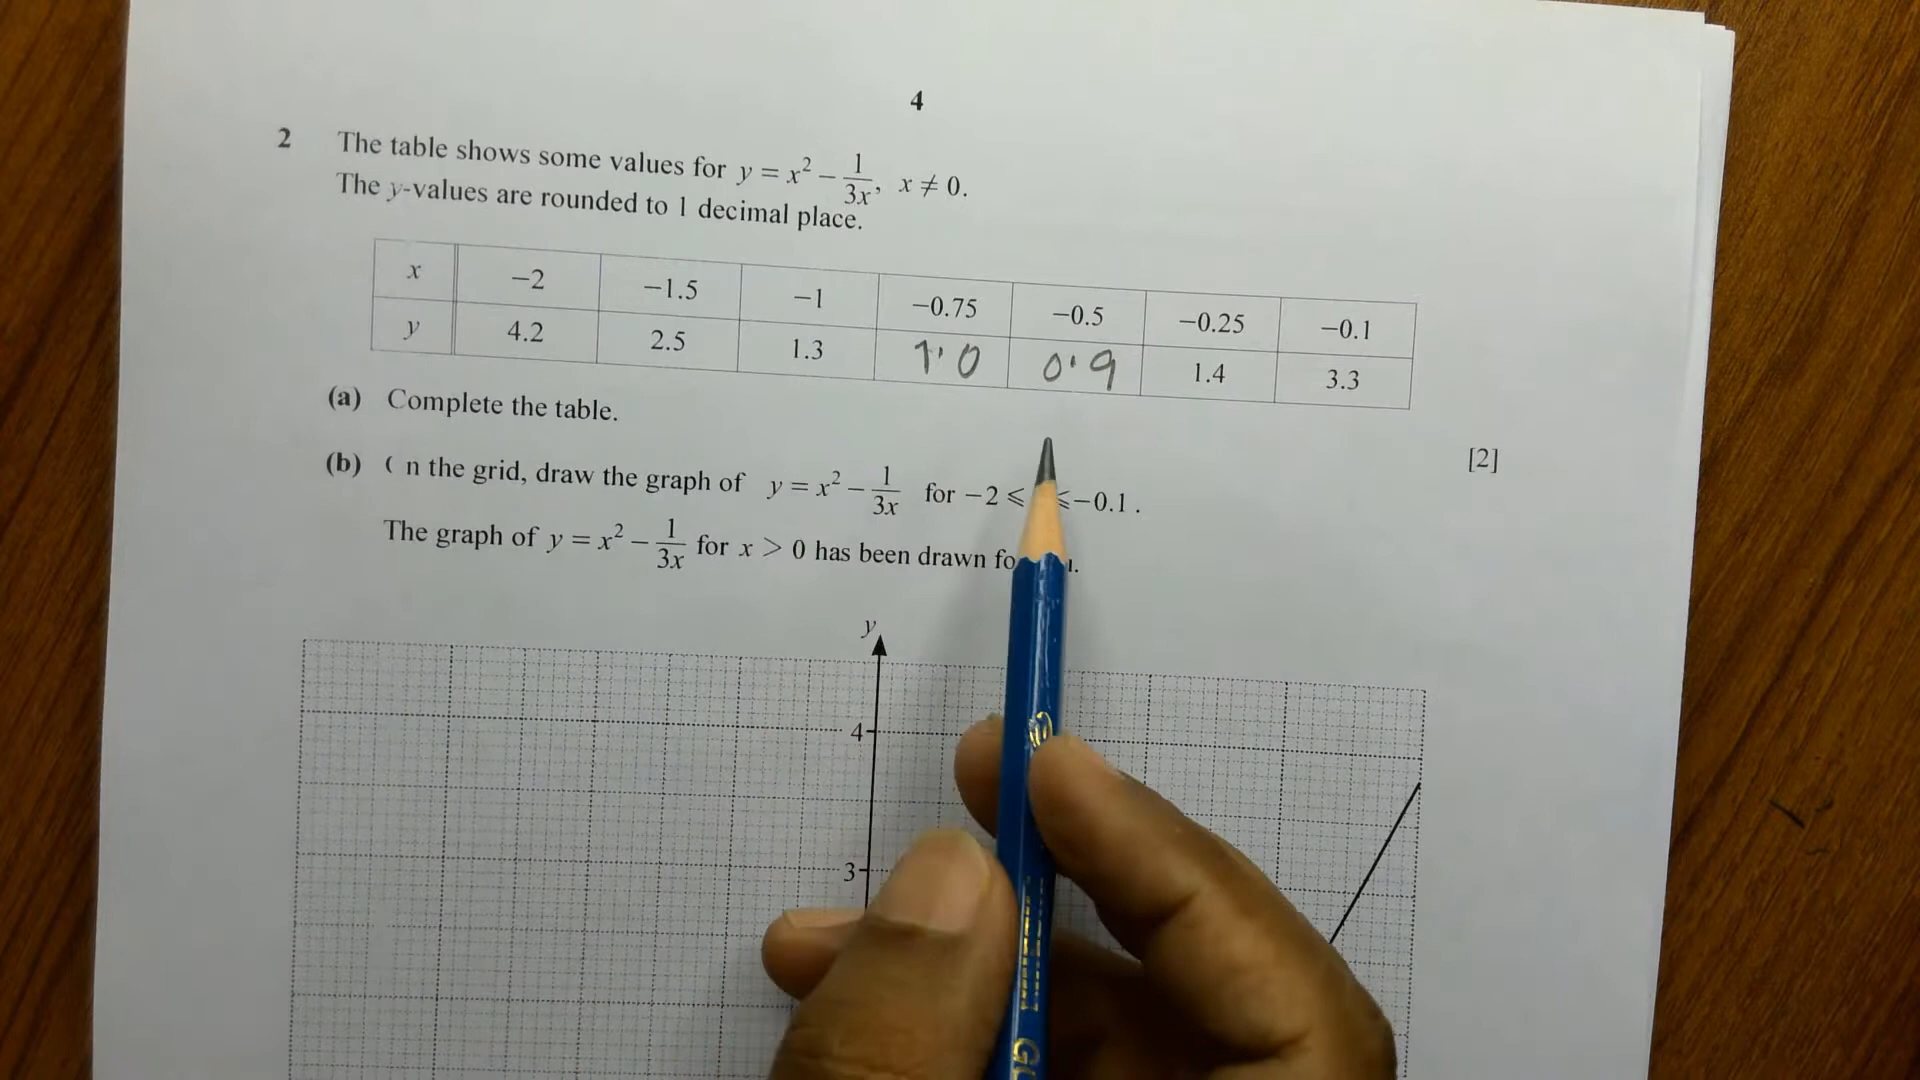 4
2 The table shows some values for y = x² − 1/3x, x ≠ 0.
The y-values are rounded to 1 decimal place.
x −2 −1.5 −1 −0.75 −0.5 −0.25 −0.1
y 4.2 2.5 1.3 1.0 0.9 1.4 3.3
(a) Complete the table.
[2]
(b) ( n the grid, draw the graph of y = x² − 1/3x for −2 ⩽ ⩽ −0.1 .
The graph of y = x² − 1/3x for x > 0 has been drawn
y
4
3